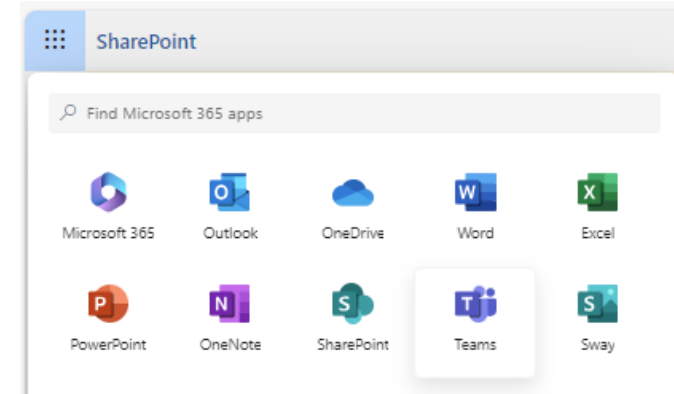 SharePoint
Find Microsoft 365 apps
Microsoft 365 Outlook OneDrive Word Excel
PowerPoint OneNote SharePoint Teams Sway